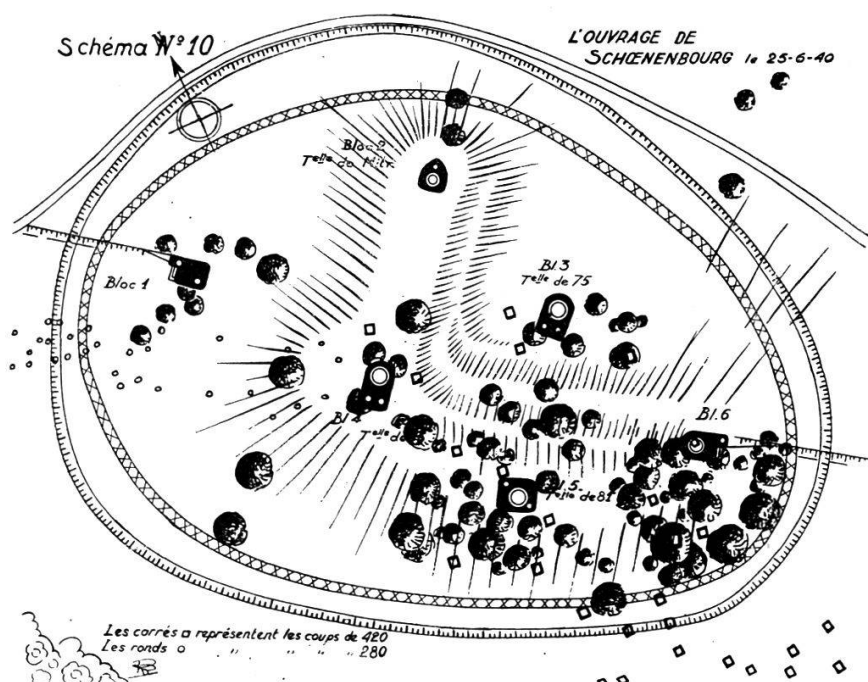 Schéma N° 10
L'OUVRAGE DE
SCHŒNENBOURG le 25-6-40
Bloc 2
Telle de Mitr.
Bloc 1
Bl.3
Telle de 75
Bl.4
Telle de
Bl.6
Bl.5
Telle de 81
Les carrés □ représentent les coups de 420
Les ronds o " " " " 280